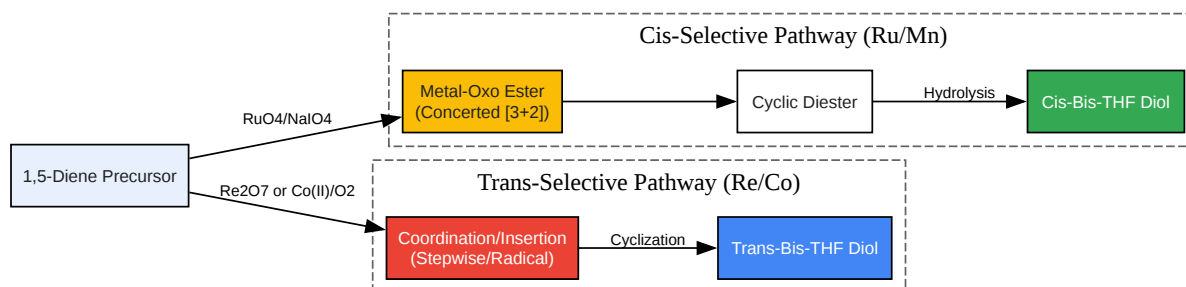 Cis-Selective Pathway (Ru/Mn)
Metal-Oxo Ester
(Concerted [3+2])
Cyclic Diester
Hydrolysis
Cis-Bis-THF Diol
RuO4/NaIO4
1,5-Diene Precursor
Re2O7 or Co(II)/O2
Trans-Selective Pathway (Re/Co)
Coordination/Insertion
(Stepwise/Radical)
Cyclization
Trans-Bis-THF Diol